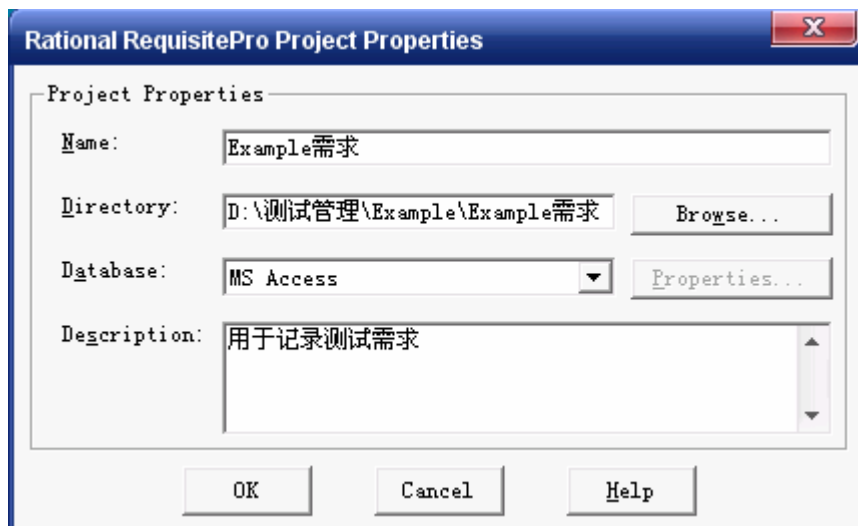 Rational RequisitePro Project Properties
Project Properties
Name:
Example需求
Directory:
D:\测试管理\Example\Example需求
Browse...
Database:
MS Access
Properties...
Description:
用于记录测试需求
OK
Cancel
Help